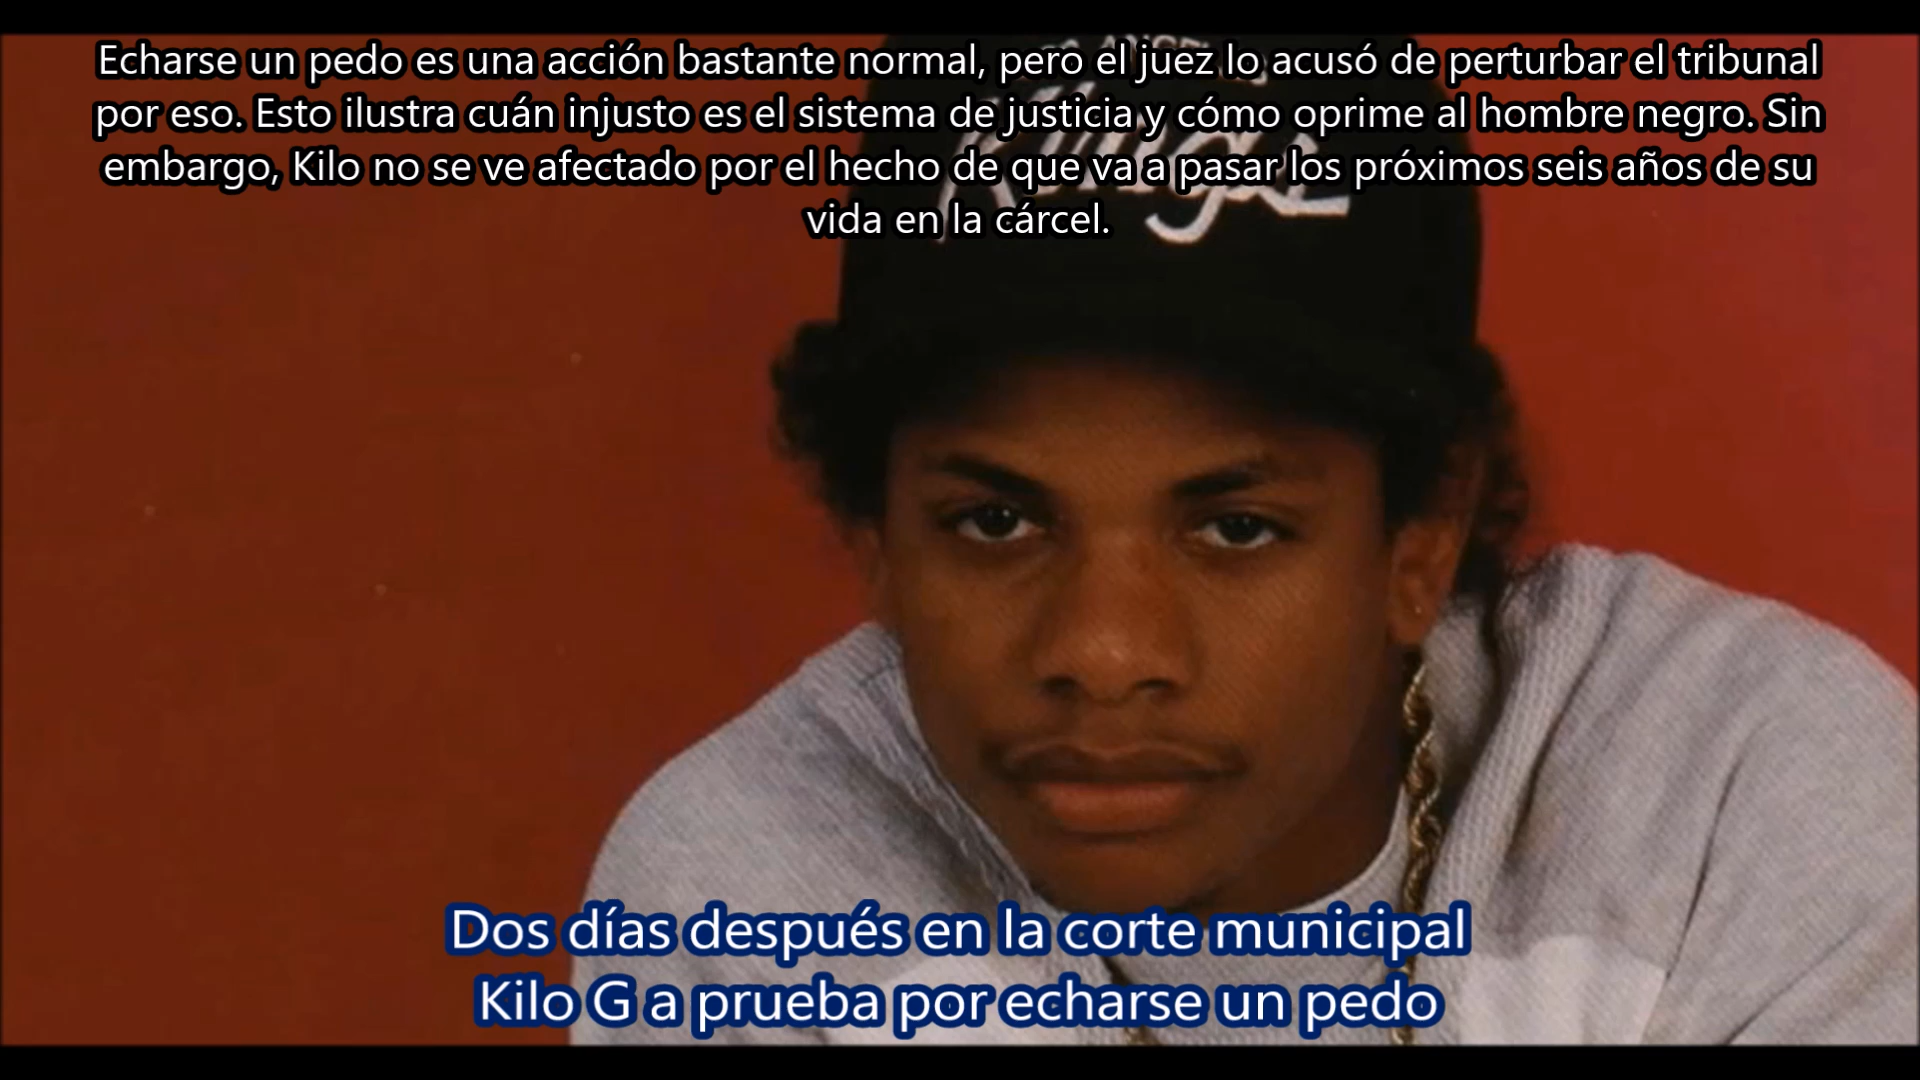 Echarse un pedo es una acción bastante normal, pero el juez lo acusó de perturbar el tribunal
por eso. Esto ilustra cuán injusto es el sistema de justicia y cómo oprime al hombre negro. Sin
embargo, Kilo no se ve afectado por el hecho de que va a pasar los próximos seis años de su
vida en la cárcel.
Kings
Dos días después en la corte municipal
Kilo G a prueba por echarse un pedo